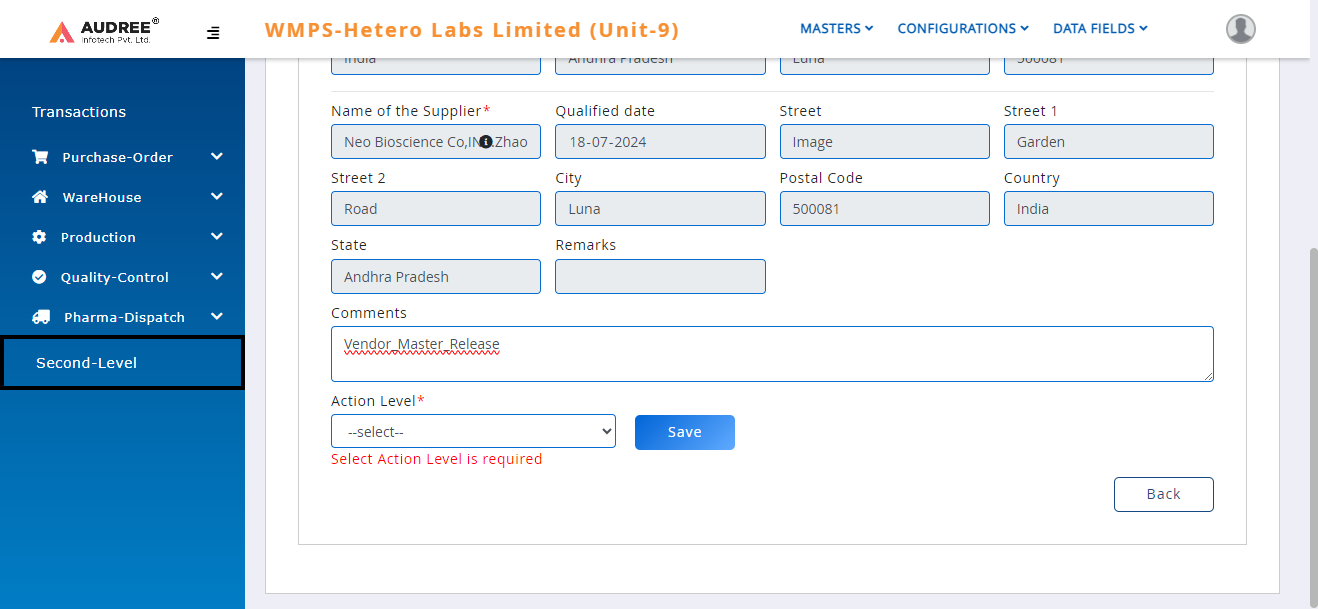 AUDREE®
Infotech Pvt. Ltd.
WMPS-Hetero Labs Limited (Unit-9)
MASTERS
CONFIGURATIONS
DATA FIELDS
Transactions
Purchase-Order
WareHouse
Production
Quality-Control
Pharma-Dispatch
Second-Level
India
Andhra Pradesh
Luna
500081
Name of the Supplier*
Qualified date
Street
Street 1
Neo Bioscience Co,IN .Zhao
18-07-2024
Image
Garden
Street 2
City
Postal Code
Country
Road
Luna
500081
India
State
Remarks
Andhra Pradesh
Comments
Vendor_Master_Release
Action Level*
--select--
Save
Select Action Level is required
Back